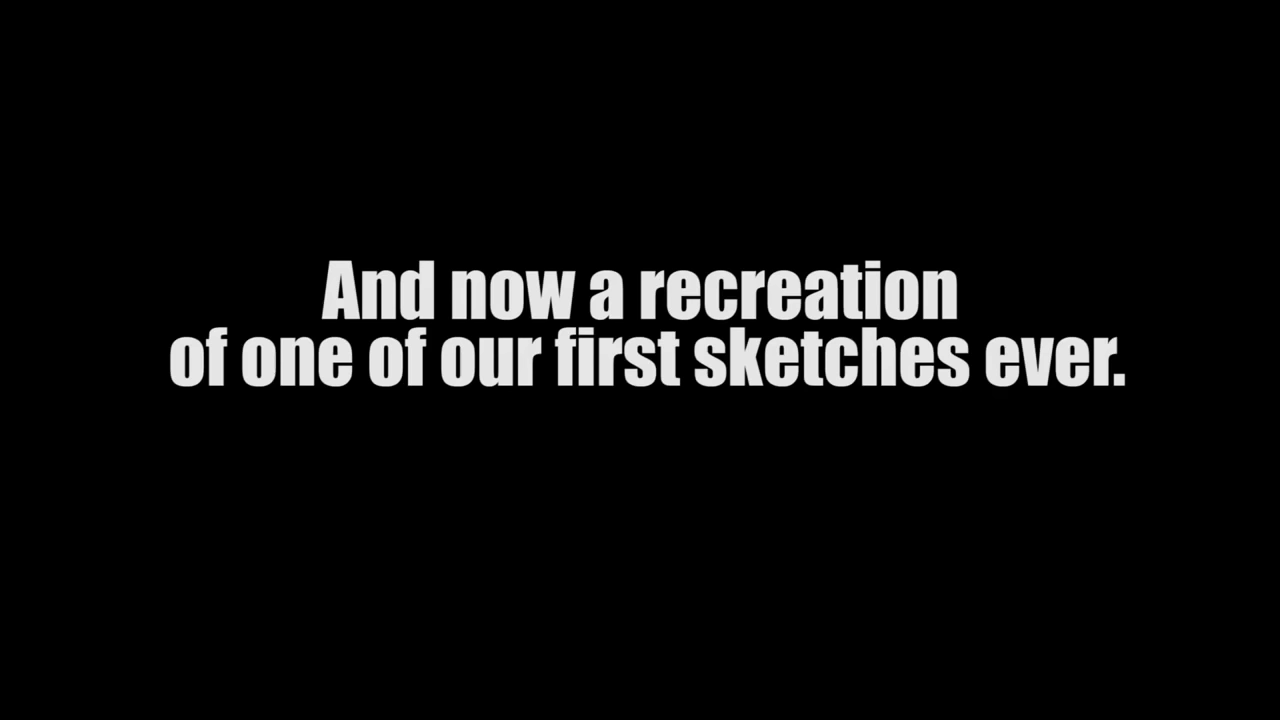 And now a recreation
of one of our first sketches ever.